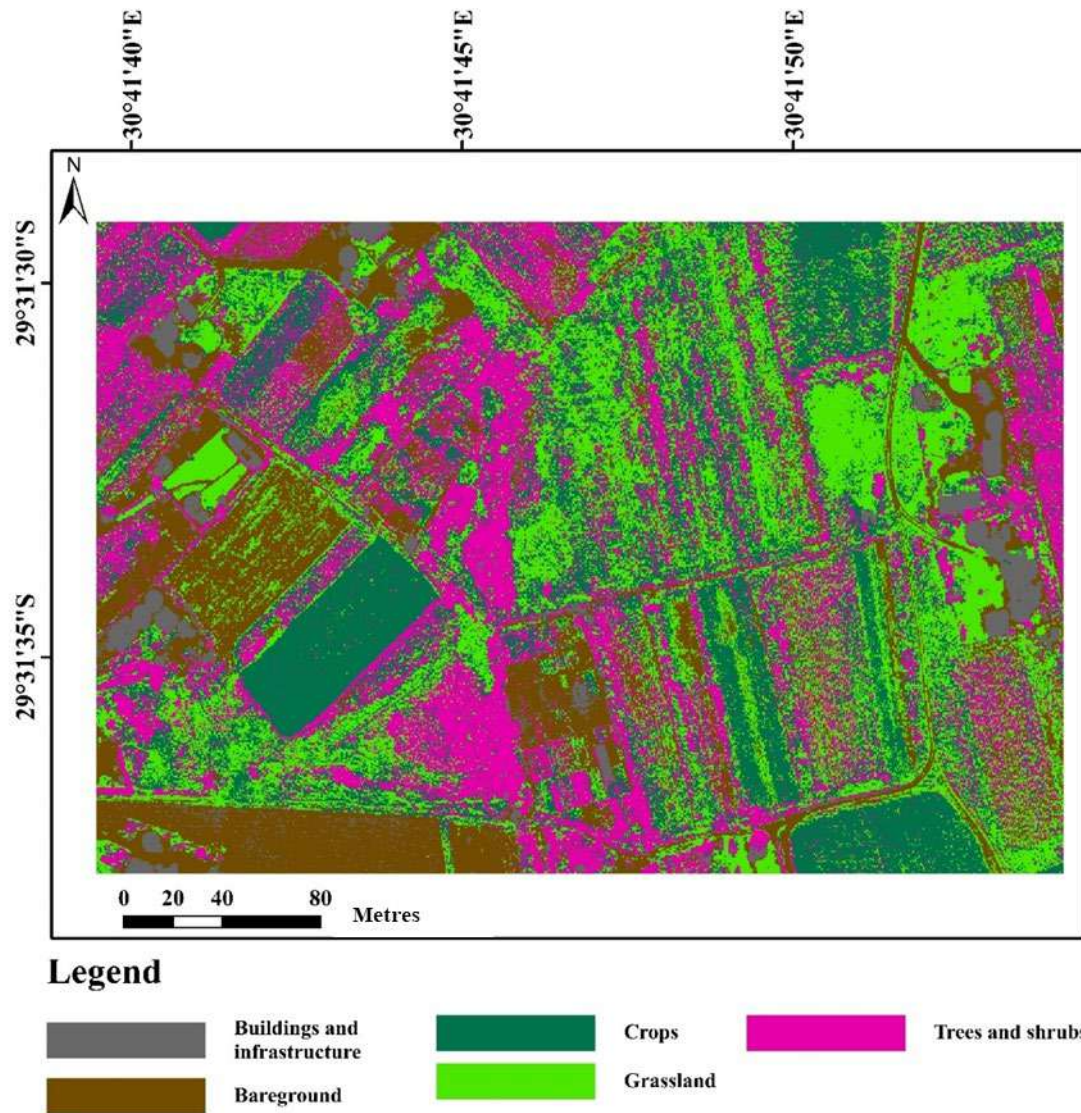 30°41'40"E
30°41'45"E
30°41'50"E
N
29°31'30"S
29°31'35"S
0 20 40 80 Metres
Legend
Buildings and
infrastructure
Bareground
Crops
Grassland
Trees and shrubs